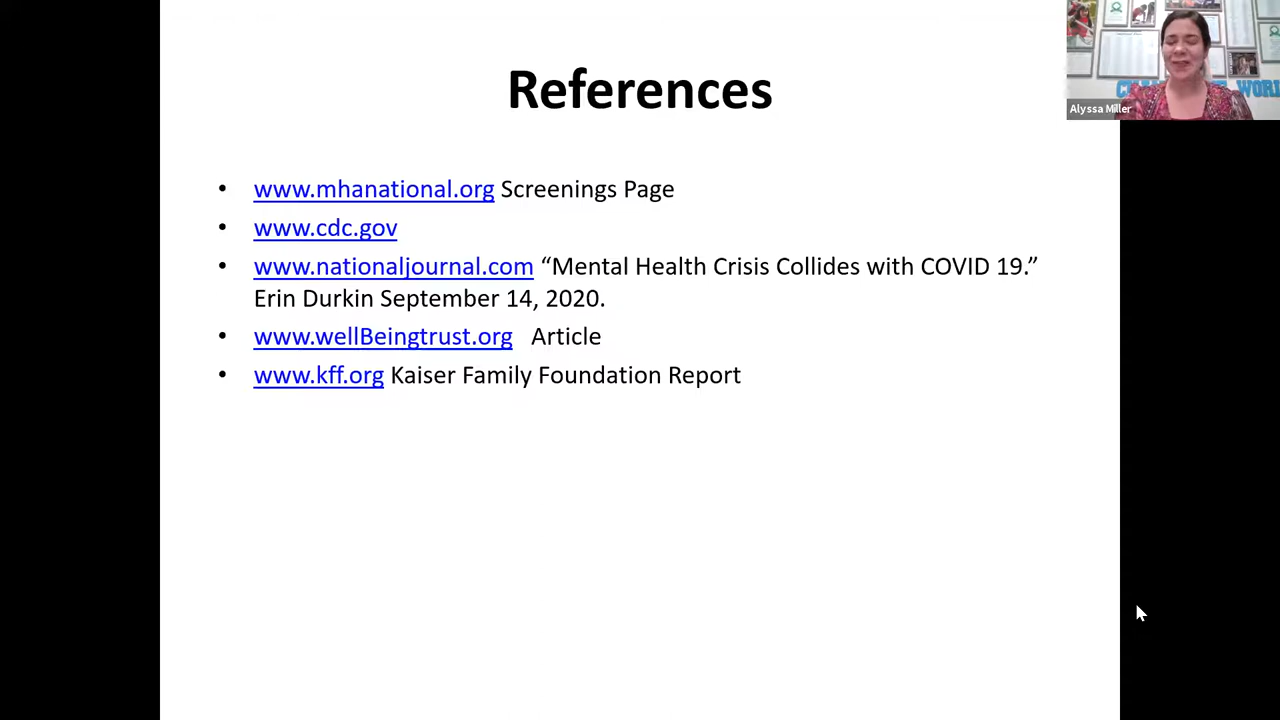 References
Alyssa Miller
• www.mhanational.org Screenings Page
• www.cdc.gov
• www.nationaljournal.com “Mental Health Crisis Collides with COVID 19.”
Erin Durkin September 14, 2020.
• www.wellBeingtrust.org Article
• www.kff.org Kaiser Family Foundation Report